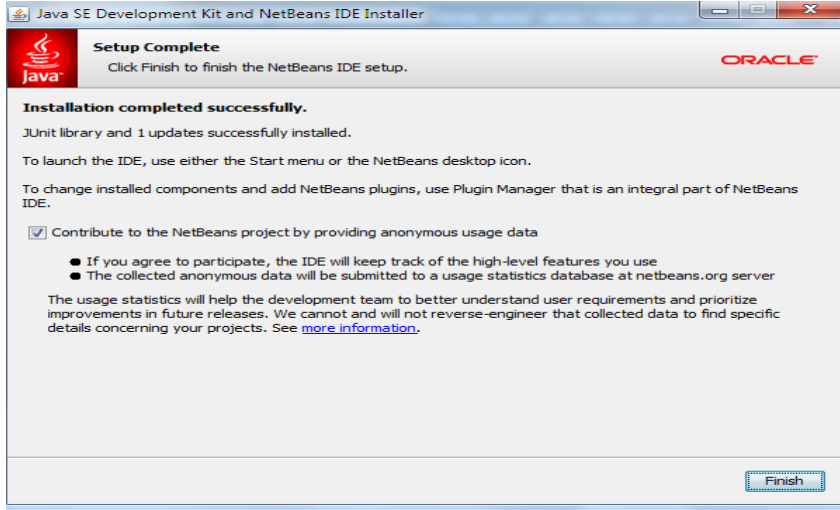 Java SE Development Kit and NetBeans IDE Installer
Java
Setup Complete
Click Finish to finish the NetBeans IDE setup.
ORACLE
Installation completed successfully.
JUnit library and 1 updates successfully installed.
To launch the IDE, use either the Start menu or the NetBeans desktop icon.
To change installed components and add NetBeans plugins, use Plugin Manager that is an integral part of NetBeans
IDE.
Contribute to the NetBeans project by providing anonymous usage data
If you agree to participate, the IDE will keep track of the high-level features you use
The collected anonymous data will be submitted to a usage statistics database at netbeans.org server
The usage statistics will help the development team to better understand user requirements and prioritize
improvements in future releases. We cannot and will not reverse-engineer that collected data to find specific
details concerning your projects. See more information.
Finish